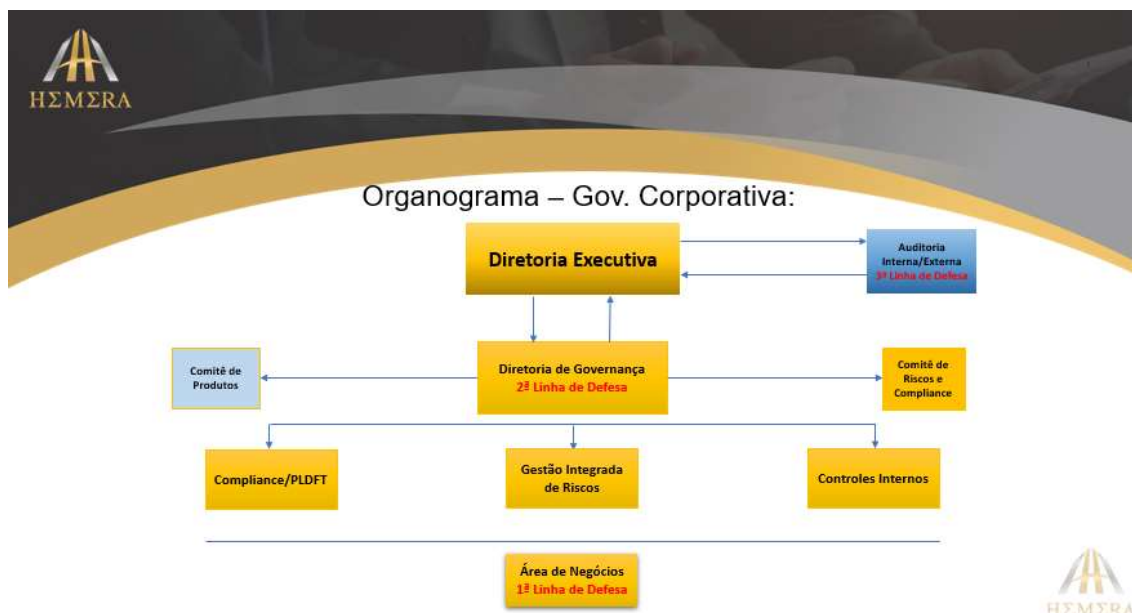 HΣMΣRA
Organograma – Gov. Corporativa:
Diretoria Executiva
Auditoria
Interna/Externa
3ª Linha de Defesa
Comitê de
Produtos
Diretoria de Governança
2ª Linha de Defesa
Comitê de
Riscos e
Compliance
Compliance/PLDFT
Gestão Integrada
de Riscos
Controles Internos
Área de Negócios
1ª Linha de Defesa
HΣMΣRA